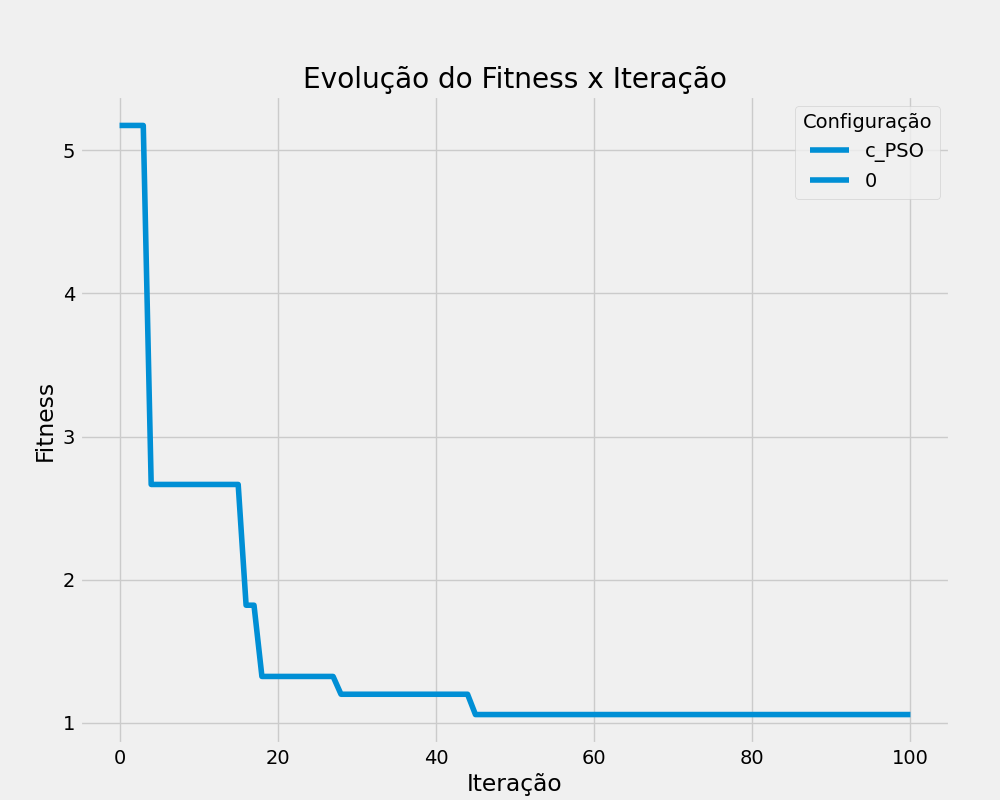 Evolução do Fitness x Iteração
Configuração
c_PSO
0
Fitness
5
4
3
2
1
0 20 40 60 80 100
Iteração